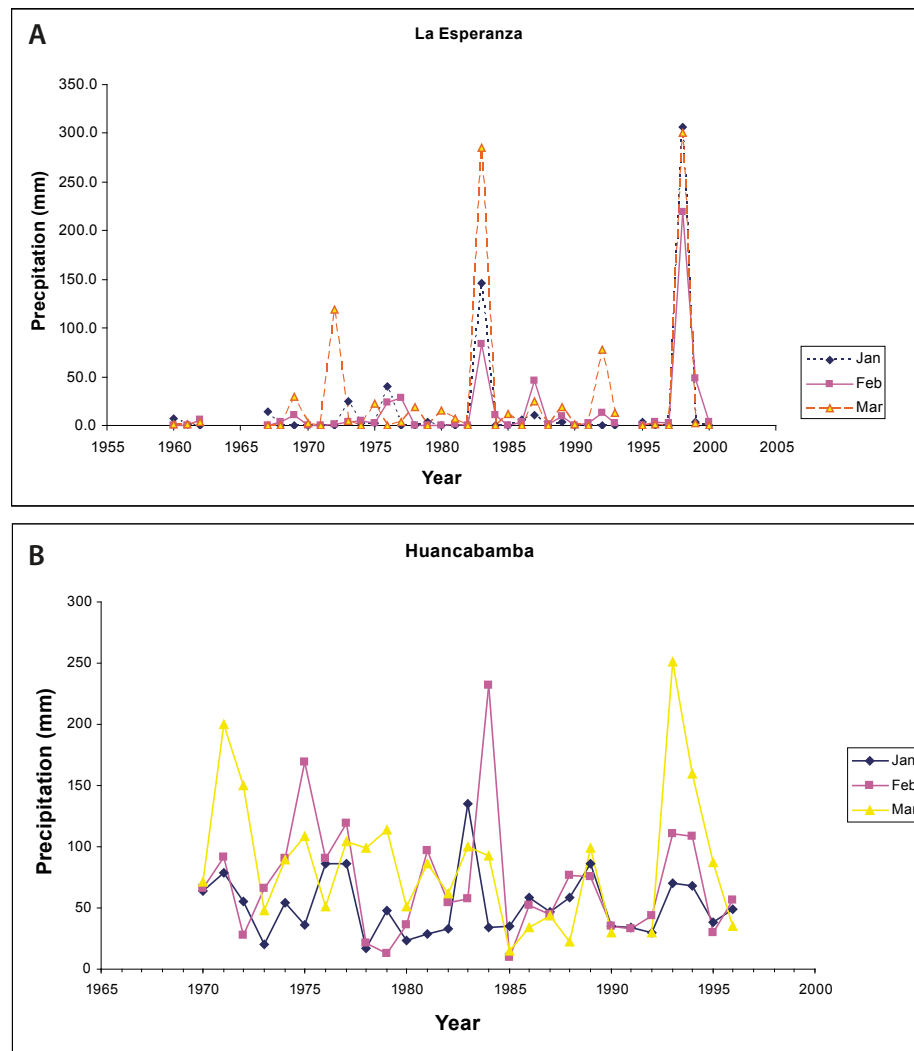 A
La Esperanza
350.0
300.0
250.0
200.0
150.0
100.0
50.0
0.0
Precpitation (mm)
1955 1960 1965 1970 1975 1980 1985 1990 1995 2000 2005
Year
Jan
Feb
Mar
B
Huancabamba
300
250
200
150
100
50
0
Precipitation (mm)
1965 1970 1975 1980 1985 1990 1995 2000
Year
Jan
Feb
Mar